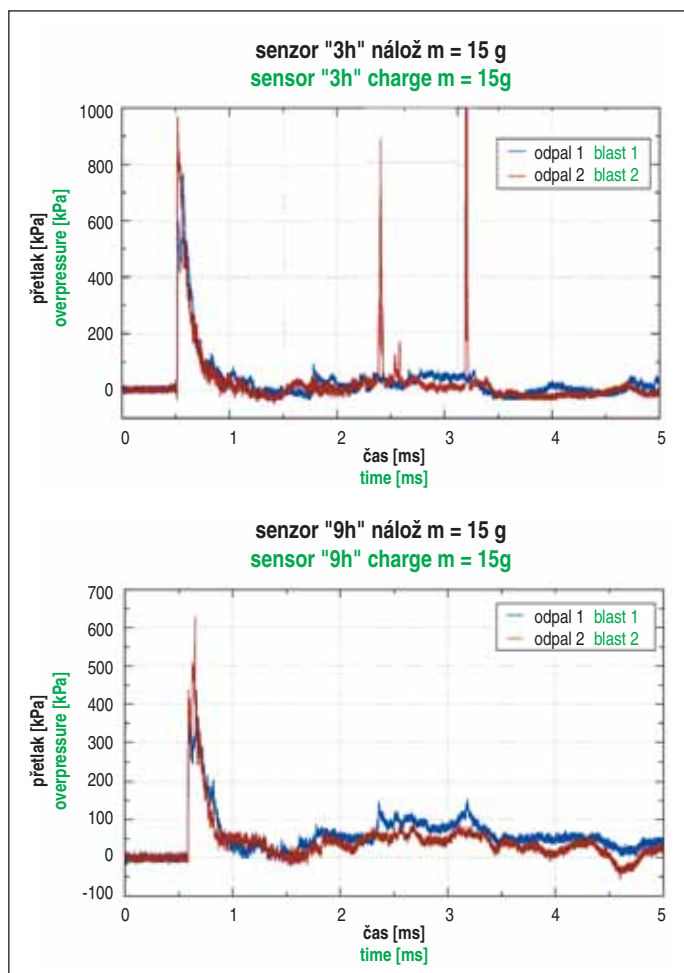 senzor "3h" nálož m = 15 g
sensor "3h" charge m = 15g
přetlak [kPa]
overpressure [kPa]
1000
800
600
400
200
0
odpal 1 blast 1
odpal 2 blast 2
0 1 2 3 4 5
čas [ms]
time [ms]
senzor "9h" nálož m = 15 g
sensor "9h" charge m = 15g
přetlak [kPa]
overpressure [kPa]
700
600
500
400
300
200
100
0
-100
odpal 1 blast 1
odpal 2 blast 2
0 1 2 3 4 5
čas [ms]
time [ms]